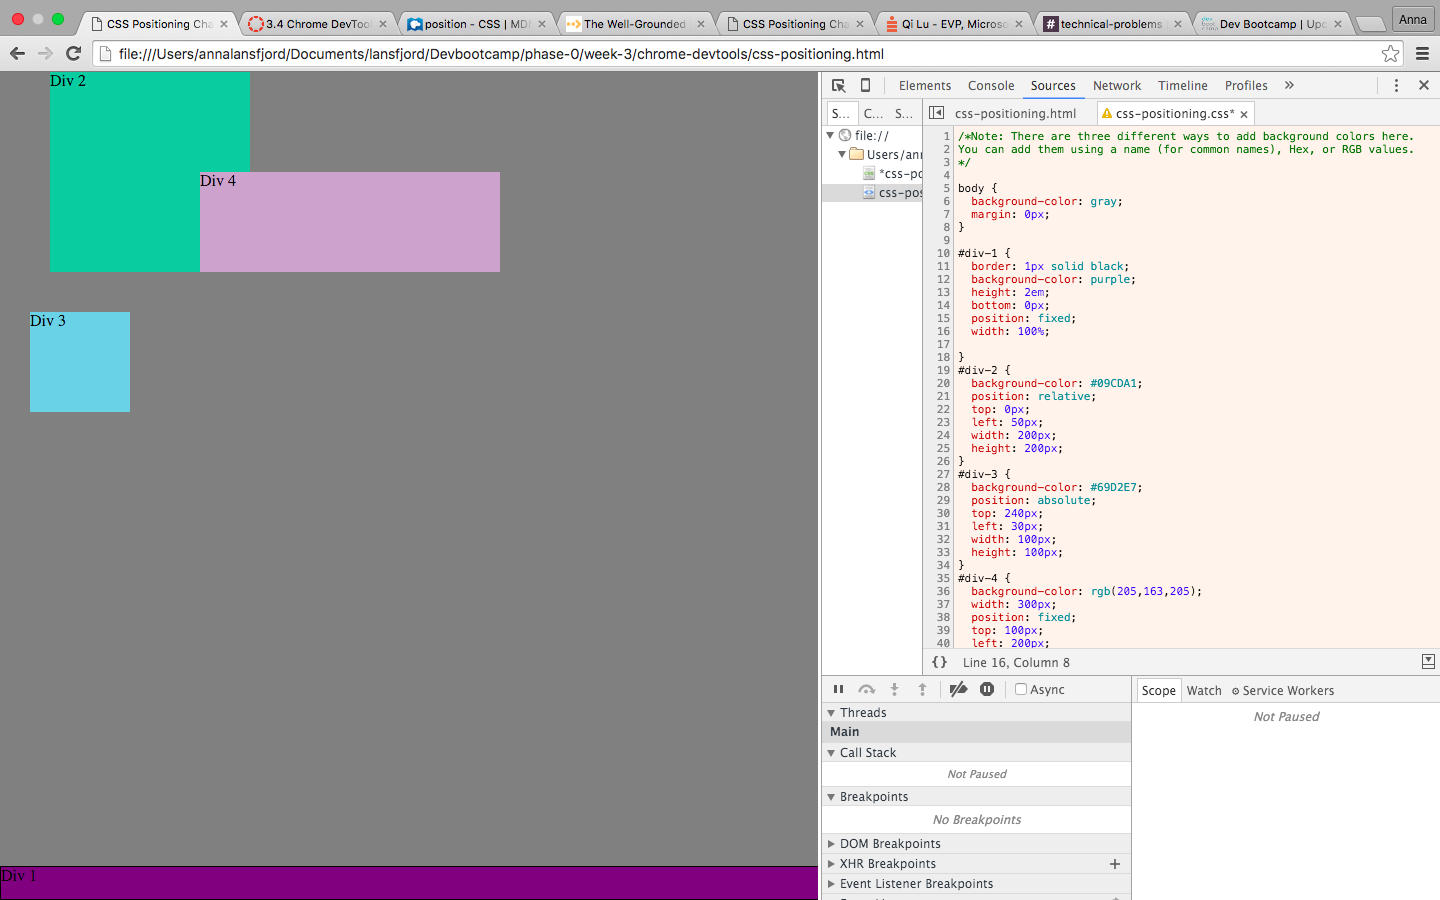 CSS Positioning Cha
3.4 Chrome DevTool
position - CSS | MDN
The Well-Grounded
CSS Positioning Cha
Qi Lu - EVP, Microso
technical-problems
Dev Bootcamp | Upc
Anna
file:///Users/annalansfjord/Documents/lansfjord/Devbootcamp/phase-0/week-3/chrome-devtools/css-positioning.html
Div 2
Div 4
Div 3
Div 1
Elements Console Sources Network Timeline Profiles »
S... C... S...
css-positioning.html css-positioning.css*
file://
Users/ann
*css-po
css-pos
1 /*Note: There are three different ways to add background colors here.
2 You can add them using a name (for common names), Hex, or RGB values.
3 */
4
5 body {
6 background-color: gray;
7 margin: 0px;
8 }
9
10 #div-1 {
11 border: 1px solid black;
12 background-color: purple;
13 height: 2em;
14 bottom: 0px;
15 position: fixed;
16 width: 100%;
17
18 }
19 #div-2 {
20 background-color: #09CDA1;
21 position: relative;
22 top: 0px;
23 left: 50px;
24 width: 200px;
25 height: 200px;
26 }
27 #div-3 {
28 background-color: #69D2E7;
29 position: absolute;
30 top: 240px;
31 left: 30px;
32 width: 100px;
33 height: 100px;
34 }
35 #div-4 {
36 background-color: rgb(205,163,205);
37 width: 300px;
38 position: fixed;
39 top: 100px;
40 left: 200px;
{} Line 16, Column 8
Async
Threads
Main
Call Stack
Not Paused
Breakpoints
No Breakpoints
DOM Breakpoints
XHR Breakpoints +
Event Listener Breakpoints
Scope Watch Service Workers
Not Paused